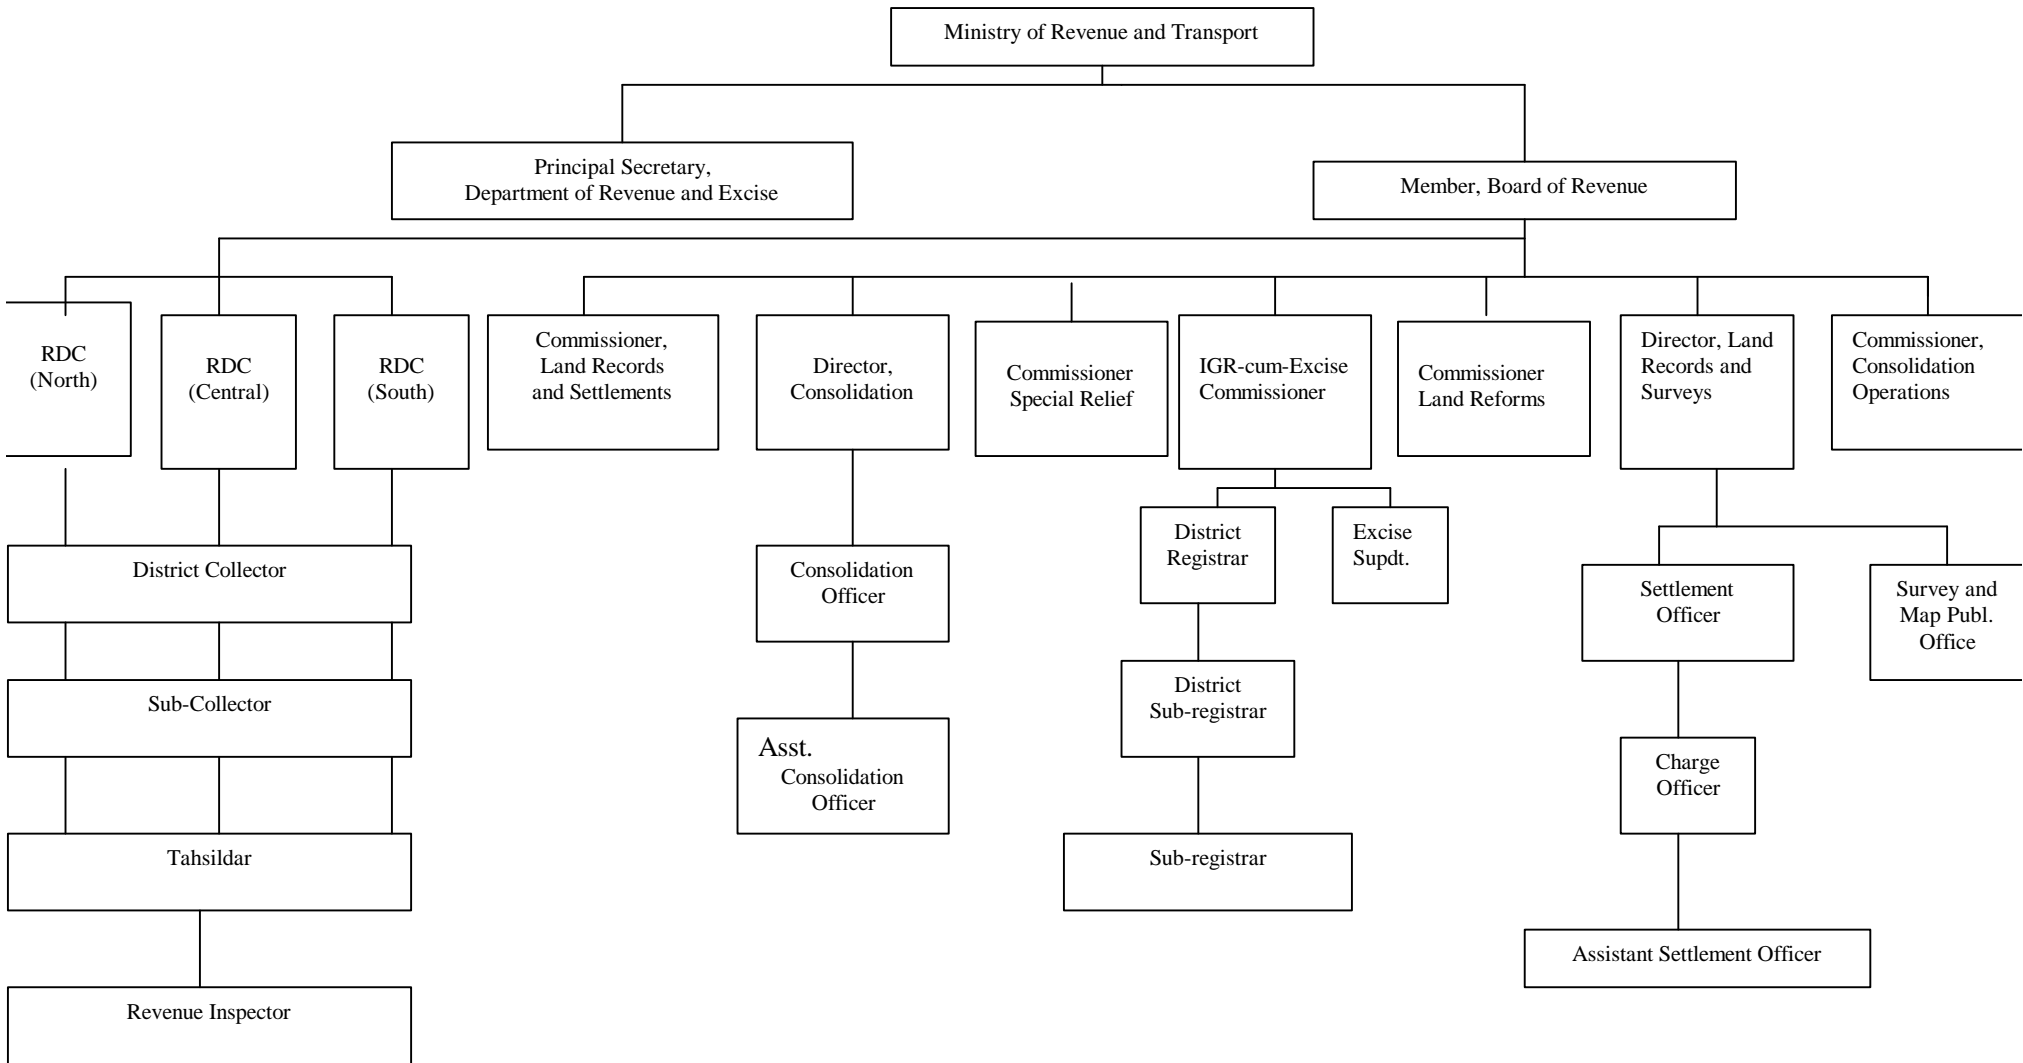 Ministry of Revenue and Transport
Principal Secretary,
Department of Revenue and Excise
Member, Board of Revenue
RDC
(North)
RDC
(Central)
RDC
(South)
Commissioner,
Land Records
and Settlements
Director,
Consolidation
Commissioner
Special Relief
IGR-cum-Excise
Commissioner
Commissioner
Land Reforms
Director, Land
Records and
Surveys
Commissioner,
Consolidation
Operations
District Collector
Consolidation
Officer
District
Registrar
Excise
Supdt.
Settlement
Officer
Survey and
Map Publ.
Office
Sub-Collector
Asst.
Consolidation
Officer
District
Sub-registrar
Charge
Officer
Tahsildar
Sub-registrar
Assistant Settlement Officer
Revenue Inspector